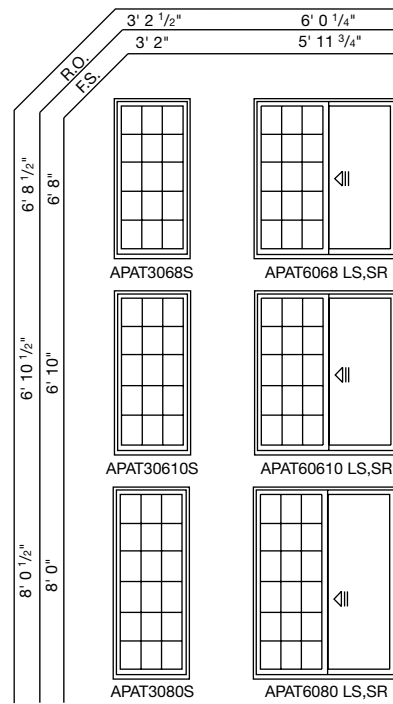 3' 2 1/2" 6' 0 1/4"
3' 2" 5' 11 3/4"
R.O.
F.S.
6' 8 1/2" 6' 8"
APAT3068S APAT6068 LS,SR
6' 10 1/2" 6' 10"
APAT30610S APAT60610 LS,SR
8' 0 1/2" 8' 0"
APAT3080S APAT6080 LS,SR